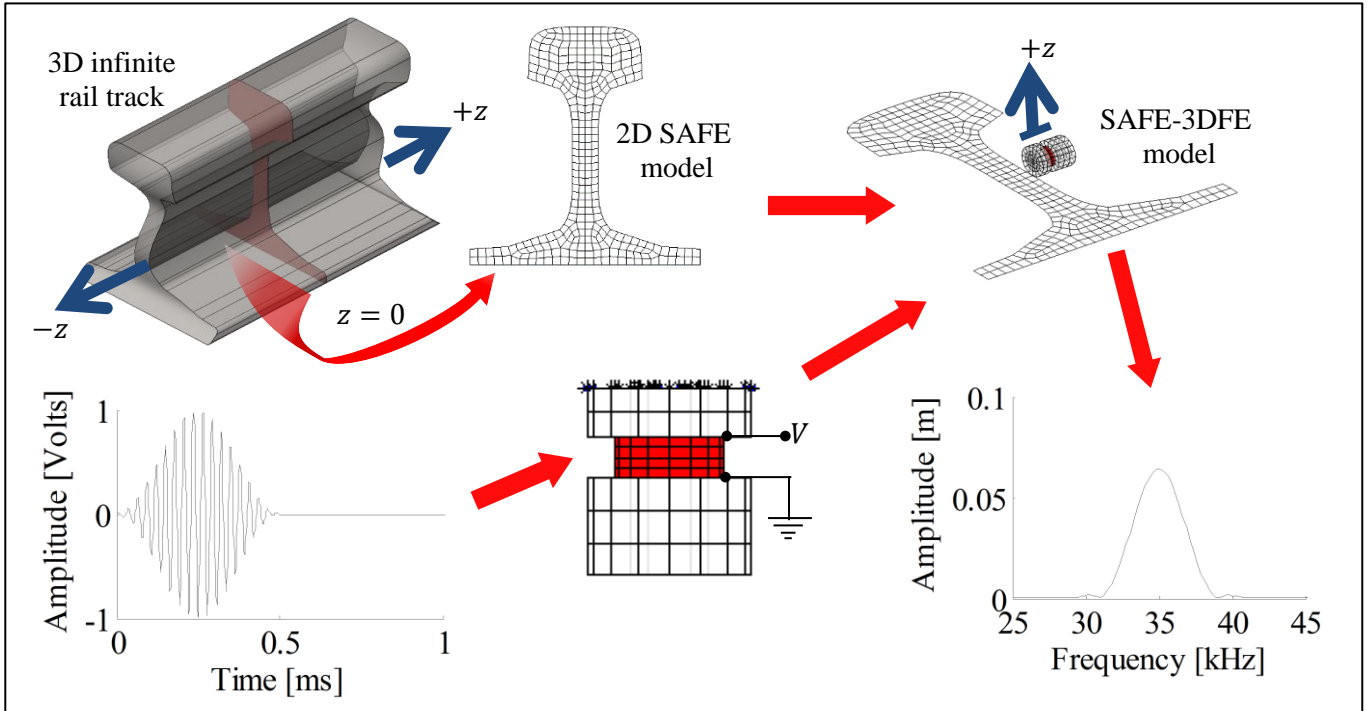 3D infinite
rail track
+z
−z
z = 0
2D SAFE
model
+z
SAFE-3DFE
model
Amplitude [Volts]
1
0
-1
0
0.5
1
Time [ms]
V
Amplitude [m]
0.1
0.05
0
25
30
35
40
45
Frequency [kHz]